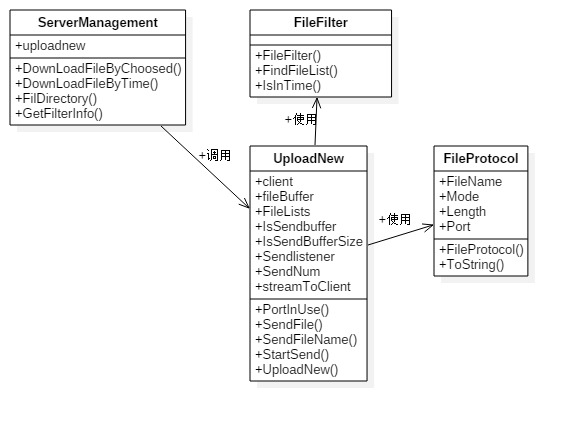 ServerManagement
+uploadnew
+DownLoadFileByChoosed()
+DownLoadFileByTime()
+FilDirectory()
+GetFilterInfo()
FileFilter
+FileFilter()
+FindFileList()
+IsInTime()
+使用
+调用
UploadNew
+client
+fileBuffer
+FileLists
+IsSendbuffer
+IsSendBufferSize
+Sendlistener
+SendNum
+streamToClient
+PortInUse()
+SendFile()
+SendFileName()
+StartSend()
+UploadNew()
+使用
FileProtocol
+FileName
+Mode
+Length
+Port
+FileProtocol()
+ToString()